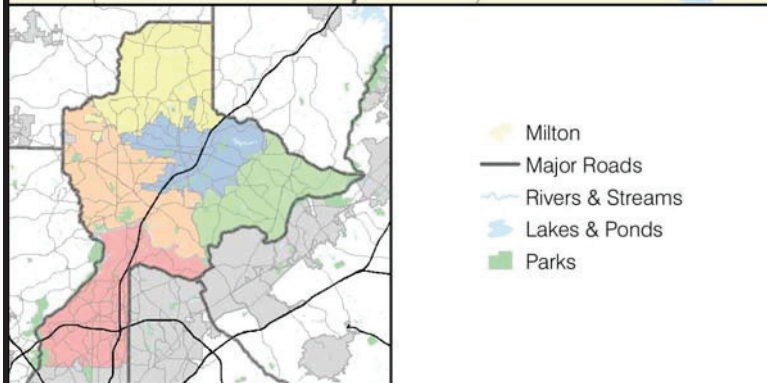 Milton
Major Roads
Rivers & Streams
Lakes & Ponds
Parks